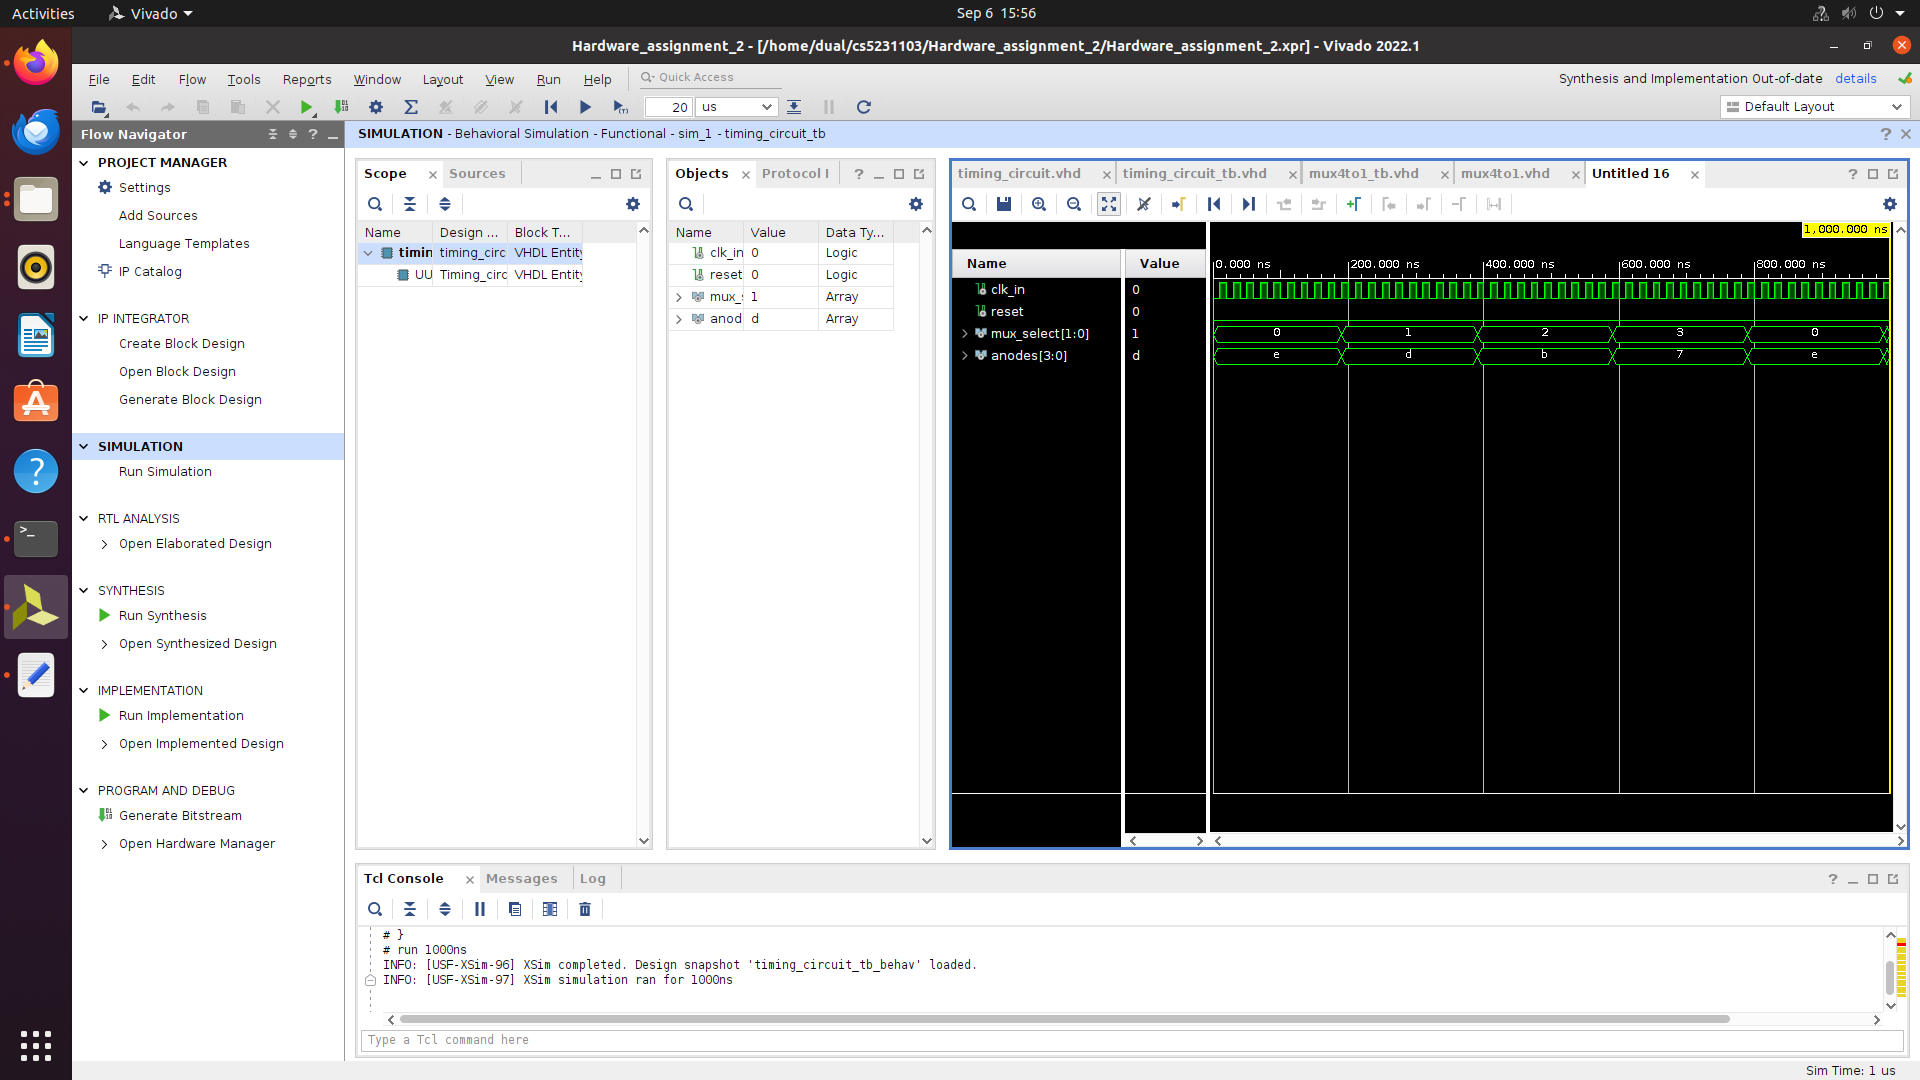 Activities
Vivado
Sep 6 15:56
Hardware_assignment_2 - [/home/dual/cs5231103/Hardware_assignment_2/Hardware_assignment_2.xpr] - Vivado 2022.1
File Edit Flow Tools Reports Window Layout View Run Help
Quick Access
Synthesis and Implementation Out-of-date details
20 us
Default Layout
Flow Navigator
PROJECT MANAGER
Settings
Add Sources
Language Templates
IP Catalog
IP INTEGRATOR
Create Block Design
Open Block Design
Generate Block Design
SIMULATION
Run Simulation
RTL ANALYSIS
Open Elaborated Design
SYNTHESIS
Run Synthesis
Open Synthesized Design
IMPLEMENTATION
Run Implementation
Open Implemented Design
PROGRAM AND DEBUG
Generate Bitstream
Open Hardware Manager
SIMULATION - Behavioral Simulation - Functional - sim_1 - timing_circuit_tb
Scope Sources
Name Design ... Block T...
timin timing_circ VHDL Entity
UU Timing_circ VHDL Entity
Objects Protocol I
Name Value Data Ty...
clk_in 0 Logic
reset 0 Logic
mux_s 1 Array
anod d Array
timing_circuit.vhd timing_circuit_tb.vhd mux4to1_tb.vhd mux4to1.vhd Untitled 16
1,000.000 ns
Name Value
0.000 ns 200.000 ns 400.000 ns 600.000 ns 800.000 ns
clk_in 0
reset 0
mux_select[1:0] 1 0 1 2 3 0
anodes[3:0] d e d b 7 e
Tcl Console Messages Log
# }
# run 1000ns
INFO: [USF-XSim-96] XSim completed. Design snapshot 'timing_circuit_tb_behav' loaded.
INFO: [USF-XSim-97] XSim simulation ran for 1000ns
Type a Tcl command here
Sim Time: 1 us